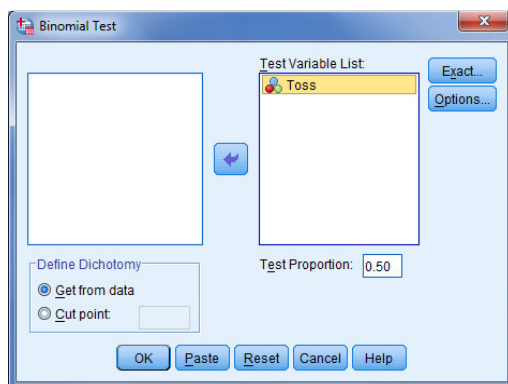 Binomial Test
Test Variable List:
Toss
Exact...
Options...
Define Dichotomy
Get from data
Cut point:
Test Proportion: 0.50
OK Paste Reset Cancel Help